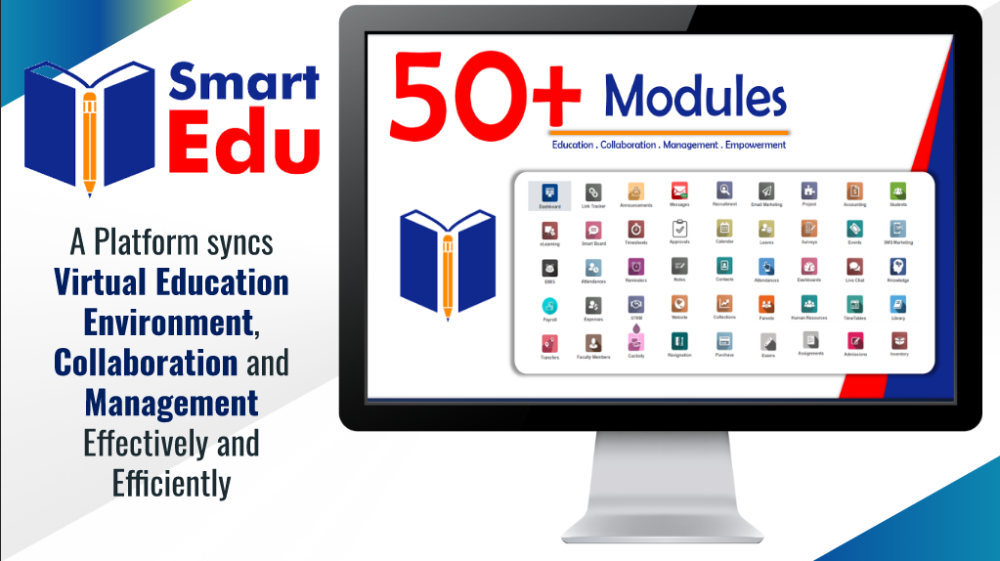 Smart
Edu
A Platform syncs
Virtual Education
Environment,
Collaboration and
Management
Effectively and
Efficiently
50+ Modules
Education . Collaboration . Management . Empowerment
Dashboard Link Tracker Announcements Messages Recruitment Email Marketing Project Accounting Students
eLearning Smart Board Timesheets Approvals Calendar Leaves Surveys Events SMS Marketing
Attendances Reminders Notes Contacts Attendances Dashboards Live Chat Knowledge
Payroll Expenses STRM Website Collections Parents Human Resources TimeTables Library
Transfers Faculty Members Custody Resignation Purchase Exams Assignments Admissions Inventory